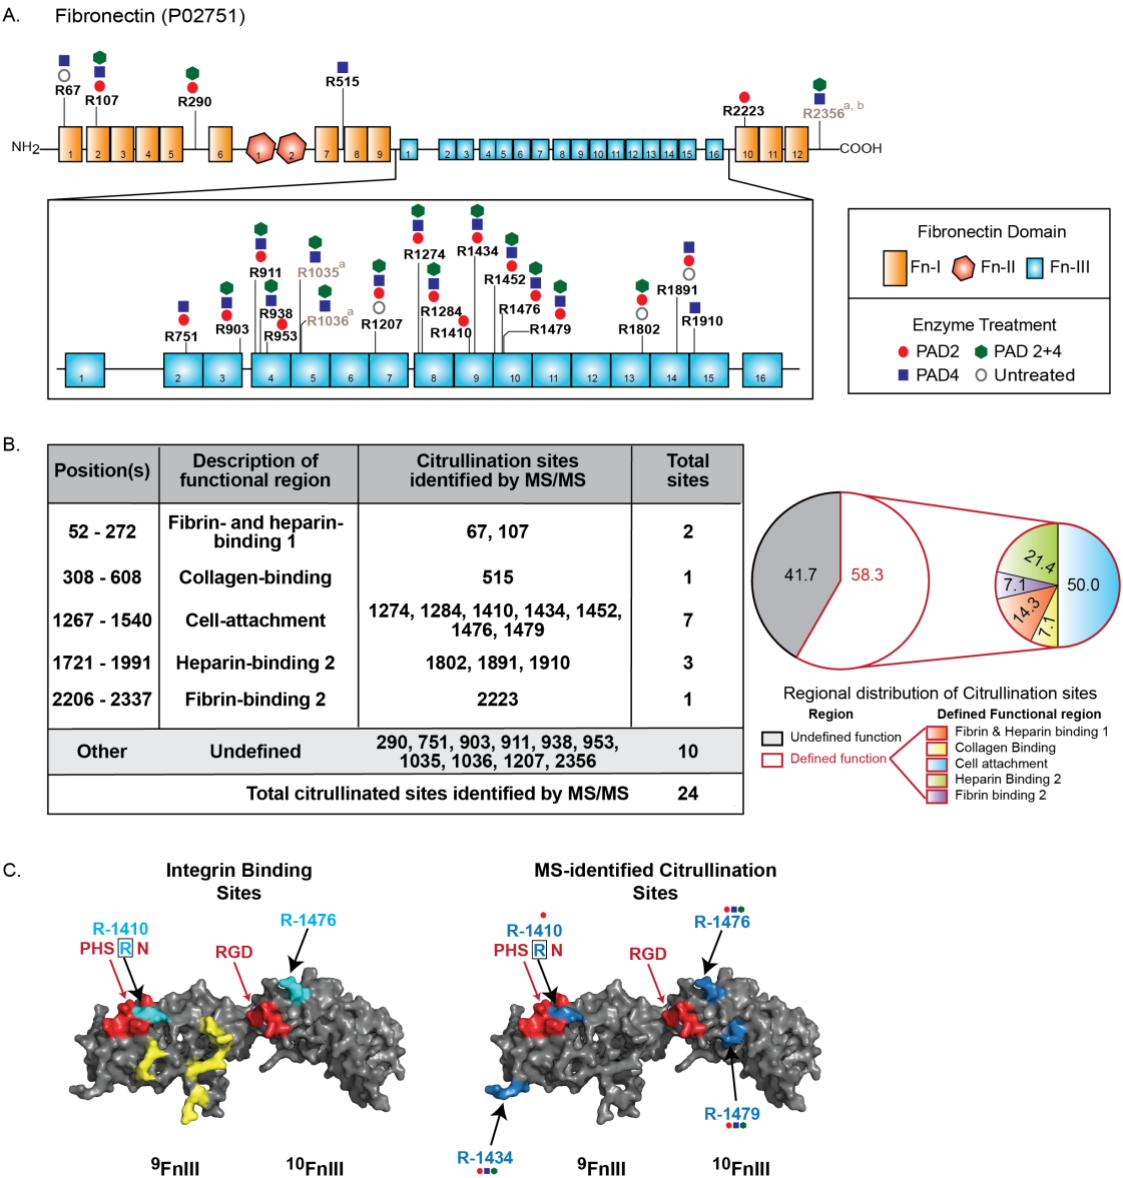 A.
Fibronectin (P02751)
R67
R107
R290
R515
R2223
R2356a, b
NH2
1
2
3
4
5
6
1
2
7
8
9
1
2
3
4
5
6
7
8
9
10
11
12
13
14
15
16
10
11
12
COOH
R751
R903
R911
R938
R953
R1035a
R1036a
R1207
R1274
R1284
R1410
R1434
R1452
R1476
R1479
R1802
R1891
R1910
1
2
3
4
5
6
7
8
9
10
11
12
13
14
15
16
Fibronectin Domain
Fn-I
Fn-II
Fn-III
Enzyme Treatment
PAD2
PAD 2+4
PAD4
Untreated
B.
Position(s)
Description of
functional region
Citrullination sites
identified by MS/MS
Total
sites
52 - 272
Fibrin- and heparin-
binding 1
67, 107
2
308 - 608
Collagen-binding
515
1
1267 - 1540
Cell-attachment
1274, 1284, 1410, 1434, 1452,
1476, 1479
7
1721 - 1991
Heparin-binding 2
1802, 1891, 1910
3
2206 - 2337
Fibrin-binding 2
2223
1
Other
Undefined
290, 751, 903, 911, 938, 953,
1035, 1036, 1207, 2356
10
Total citrullinated sites identified by MS/MS
24
41.7
58.3
21.4
7.1
14.3
7.1
50.0
Regional distribution of Citrullination sites
Region
Undefined function
Defined function
Defined Functional region
Fibrin & Heparin binding 1
Collagen Binding
Cell attachment
Heparin Binding 2
Fibrin binding 2
C.
Integrin Binding
Sites
R-1410
PHS R N
RGD
R-1476
9FnIII
10FnIII
MS-identified Citrullination
Sites
R-1410
PHS R N
RGD
R-1476
R-1479
R-1434
9FnIII
10FnIII